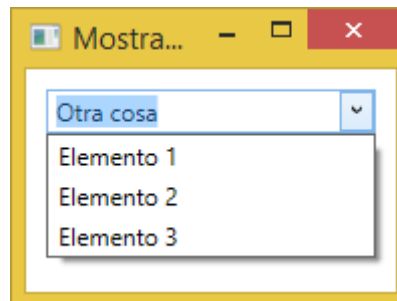 Mostra...
Otra cosa
Elemento 1
Elemento 2
Elemento 3